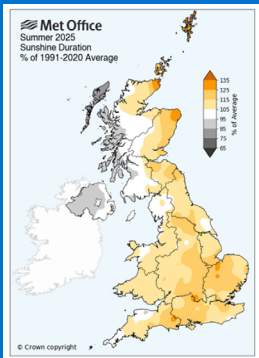 Met Office
Summer 2025
Sunshine Duration
% of 1991-2020 Average
135
125
115
105
95
85
75
65
% of Average
© Crown copyright